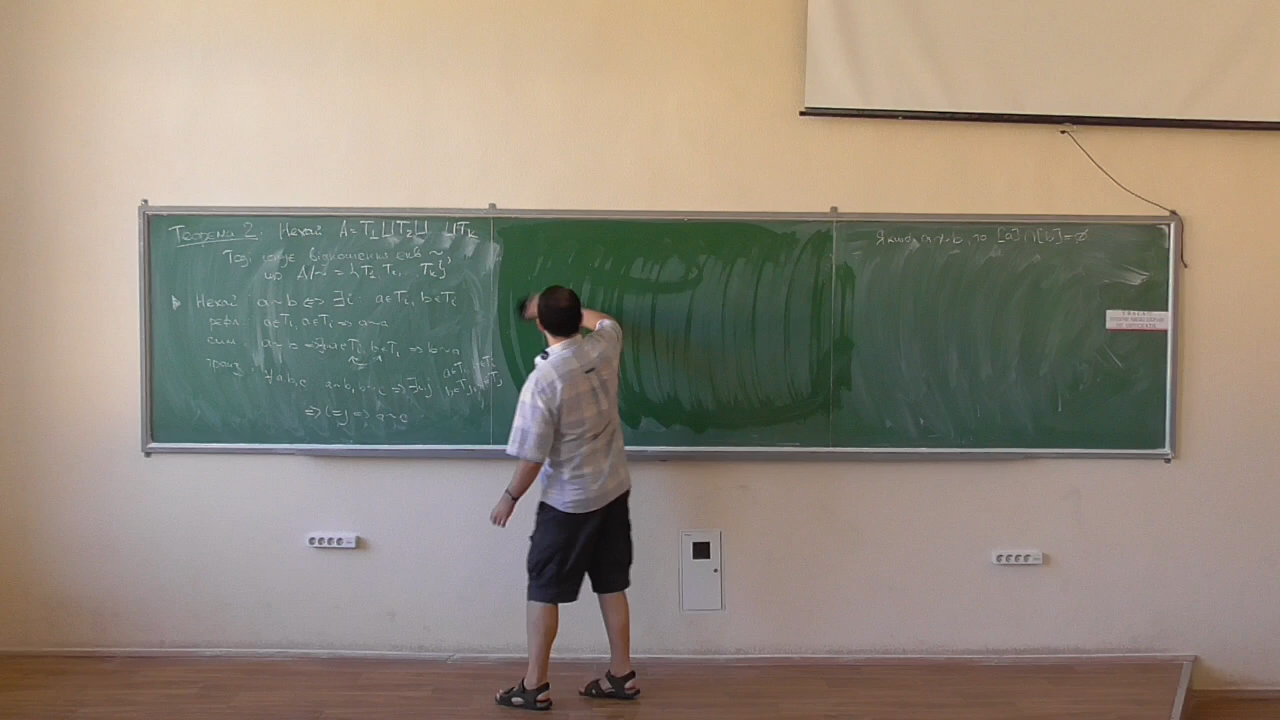 Теорема 2. Нехай A = T₁ ⊔ T₂ ⊔ ⊔ Tₖ
Тоді існує відношення екв ~,
що A/~ = {T₁, T₂, Tₖ}
Нехай a ~ b ⇔ ∃i: a ∈ Tᵢ, b ∈ Tᵢ
рефл: a ∈ Tᵢ, a ∈ Tᵢ ⇒ a ~ a
сим a ~ b ⇒ a ∈ Tᵢ b ∈ Tᵢ ⇒ b ~ a
транз: ∀a,b,c a ~ b, b ~ c ⇒ ∃i,j
⇒ i = j ⇒ a ~ c
Якщо a ≁ b, то [a] ∩ [b] = ∅